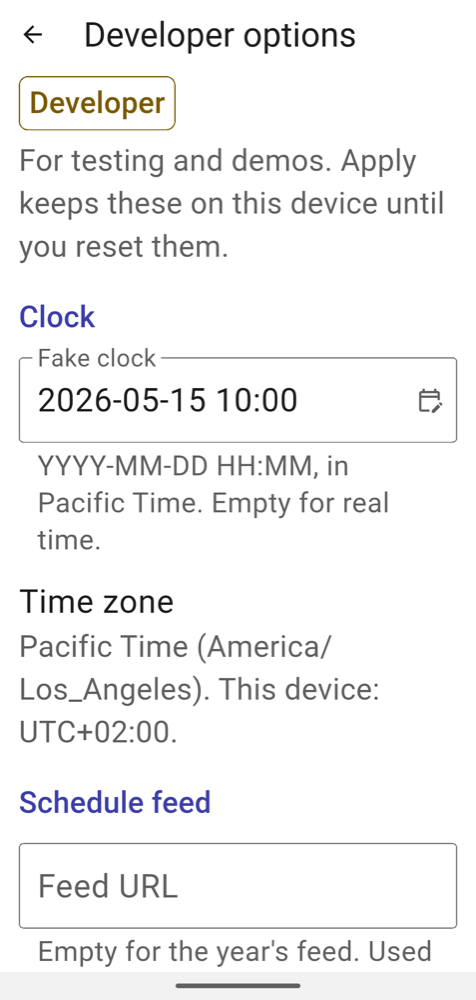 Developer options
Developer
For testing and demos. Apply
keeps these on this device until
you reset them.
Clock
Fake clock
2026-05-15 10:00
YYYY-MM-DD HH:MM, in
Pacific Time. Empty for real
time.
Time zone
Pacific Time (America/
Los_Angeles). This device:
UTC+02:00.
Schedule feed
Feed URL
Empty for the year's feed. Used